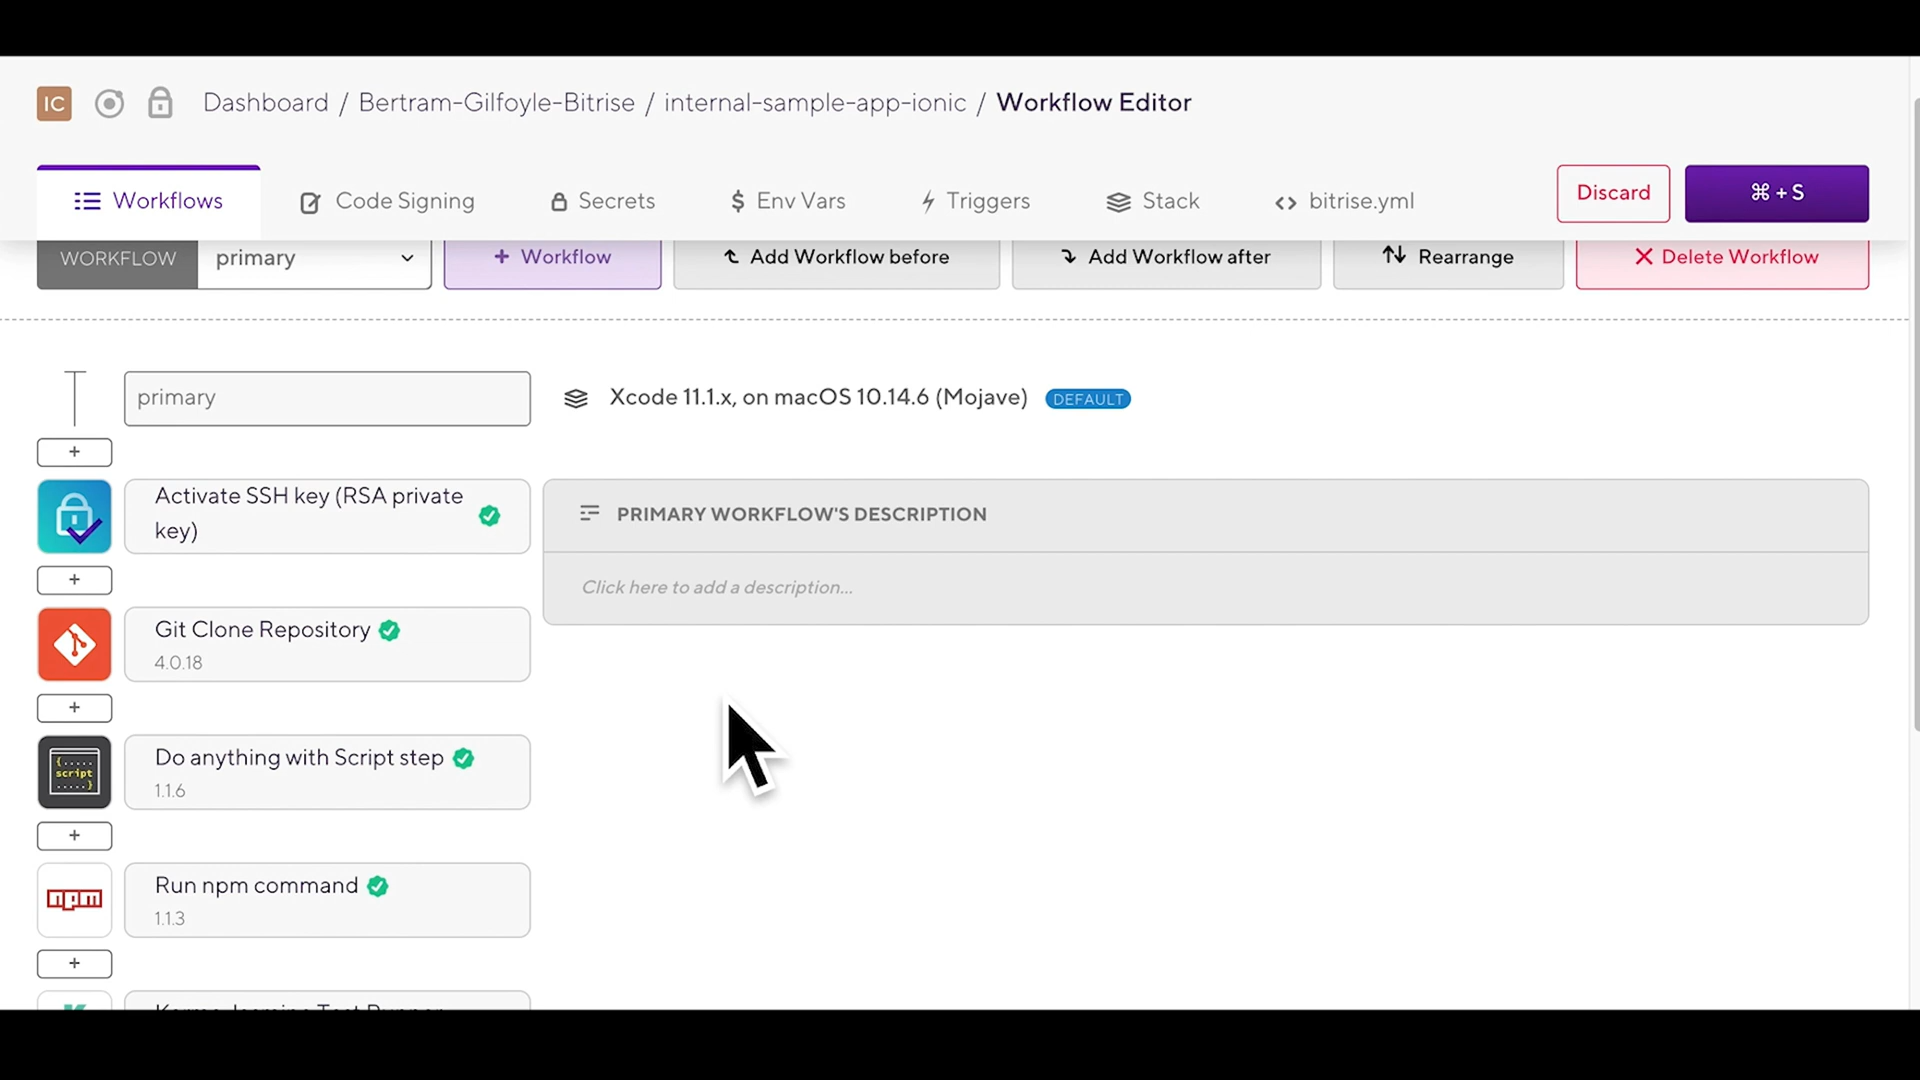 IC Dashboard / Bertram-Gilfoyle-Bitrise / internal-sample-app-ionic / Workflow Editor
Workflows Code Signing Secrets $ Env Vars Triggers Stack <> bitrise.yml Discard ⌘ + S
WORKFLOW primary + Workflow Add Workflow before Add Workflow after Rearrange Delete Workflow
primary Xcode 11.1.x, on macOS 10.14.6 (Mojave) DEFAULT
+
Activate SSH key (RSA private
key)
PRIMARY WORKFLOW'S DESCRIPTION
Click here to add a description...
+
Git Clone Repository
4.0.18
+
{.....
script
.....}
Do anything with Script step
1.1.6
+
npm
Run npm command
1.1.3
+